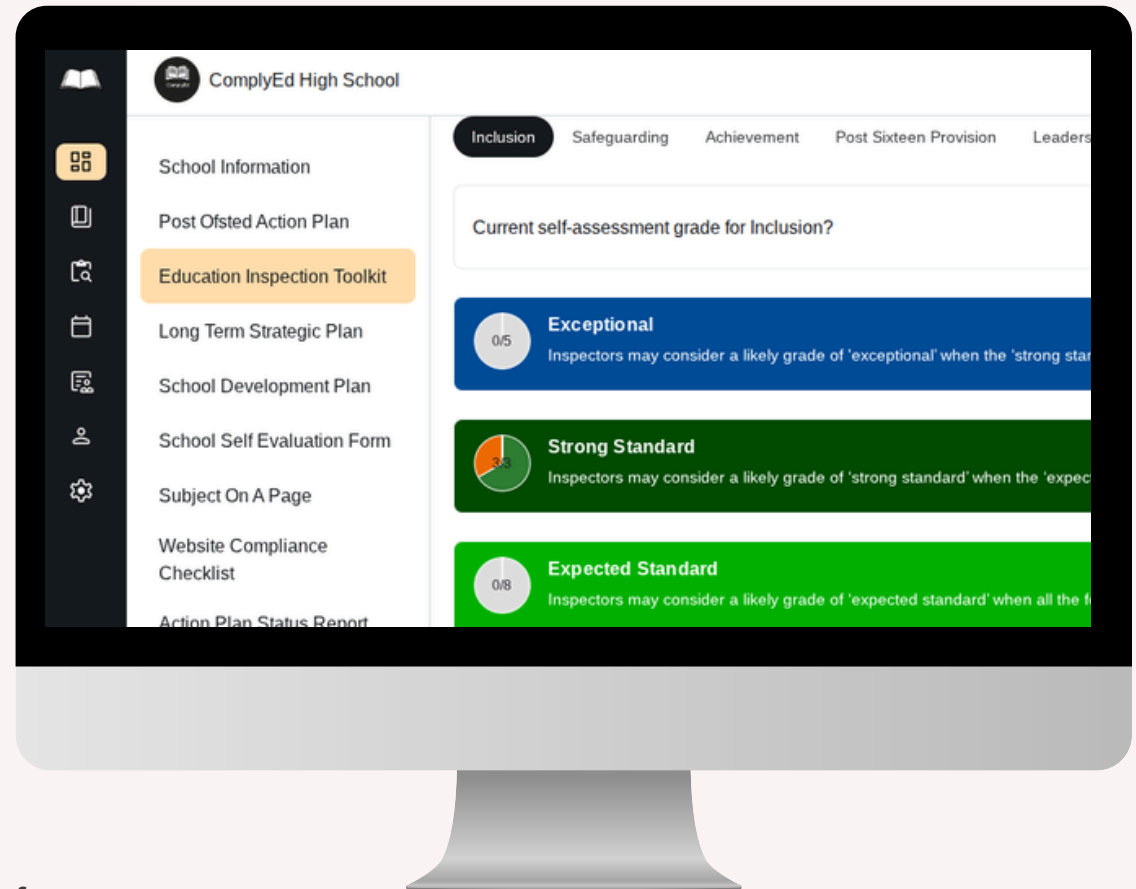 ComplyEd High School
School Information
Post Ofsted Action Plan
Education Inspection Toolkit
Long Term Strategic Plan
School Development Plan
School Self Evaluation Form
Subject On A Page
Website Compliance
Checklist
Action Plan Status Report
Inclusion Safeguarding Achievement Post Sixteen Provision Leaders
Current self-assessment grade for Inclusion?
0/5
Exceptional
Inspectors may consider a likely grade of 'exceptional' when the 'strong star
3/3
Strong Standard
Inspectors may consider a likely grade of 'strong standard' when the 'expec
0/8
Expected Standard
Inspectors may consider a likely grade of 'expected standard' when all the f